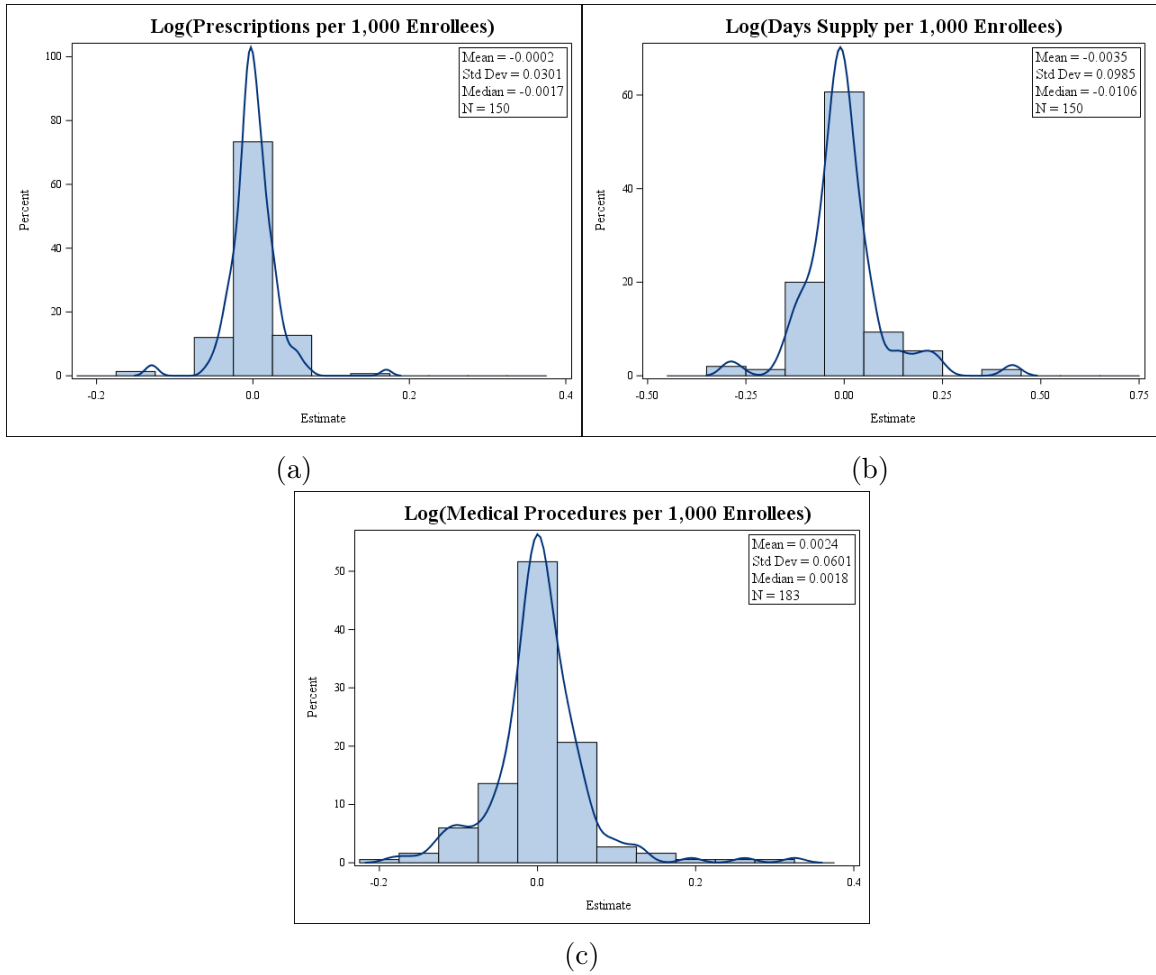 Log(Prescriptions per 1,000 Enrollees)
Mean = -0.0002
Std Dev = 0.0301
Median = -0.0017
N = 150
100
80
60
40
20
0
Percent
-0.2
0.0
0.2
0.4
Estimate
(a)
Log(Days Supply per 1,000 Enrollees)
Mean = -0.0035
Std Dev = 0.0985
Median = -0.0106
N = 150
60
40
20
0
Percent
-0.50
-0.25
0.00
0.25
0.50
0.75
Estimate
(b)
Log(Medical Procedures per 1,000 Enrollees)
Mean = 0.0024
Std Dev = 0.0601
Median = 0.0018
N = 183
50
40
30
20
10
0
Percent
-0.2
0.0
0.2
0.4
Estimate
(c)